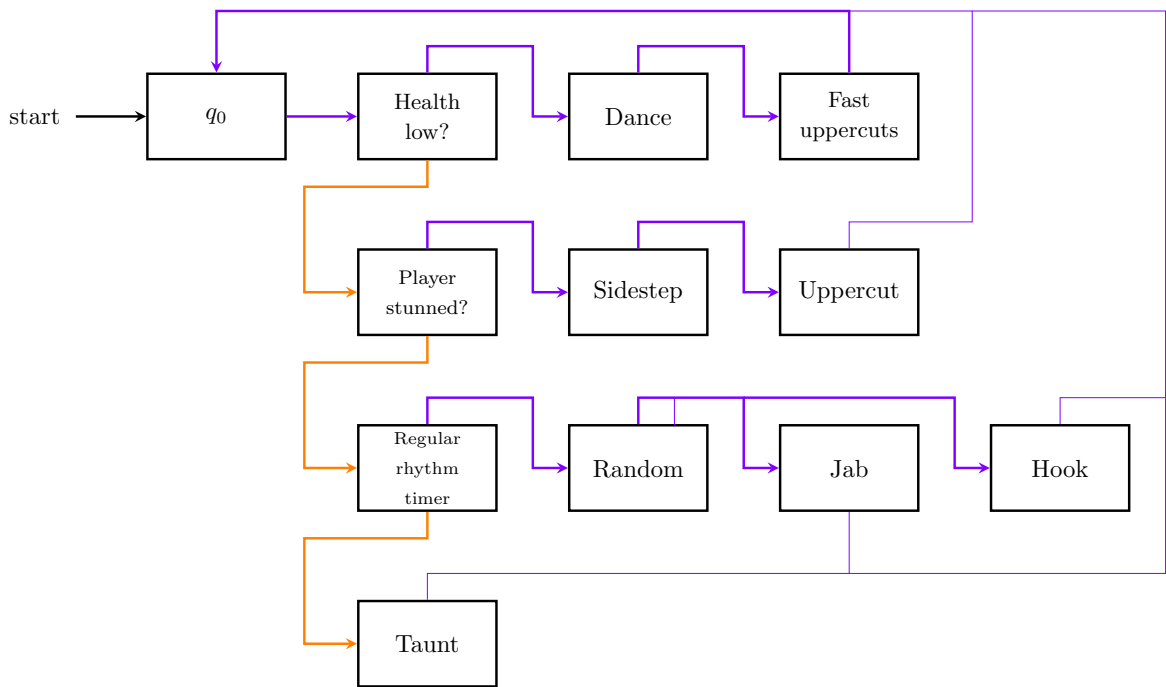 start
q₀
Health
low?
Dance
Fast
uppercuts
Player
stunned?
Sidestep
Uppercut
Regular
rhythm
timer
Random
Jab
Hook
Taunt